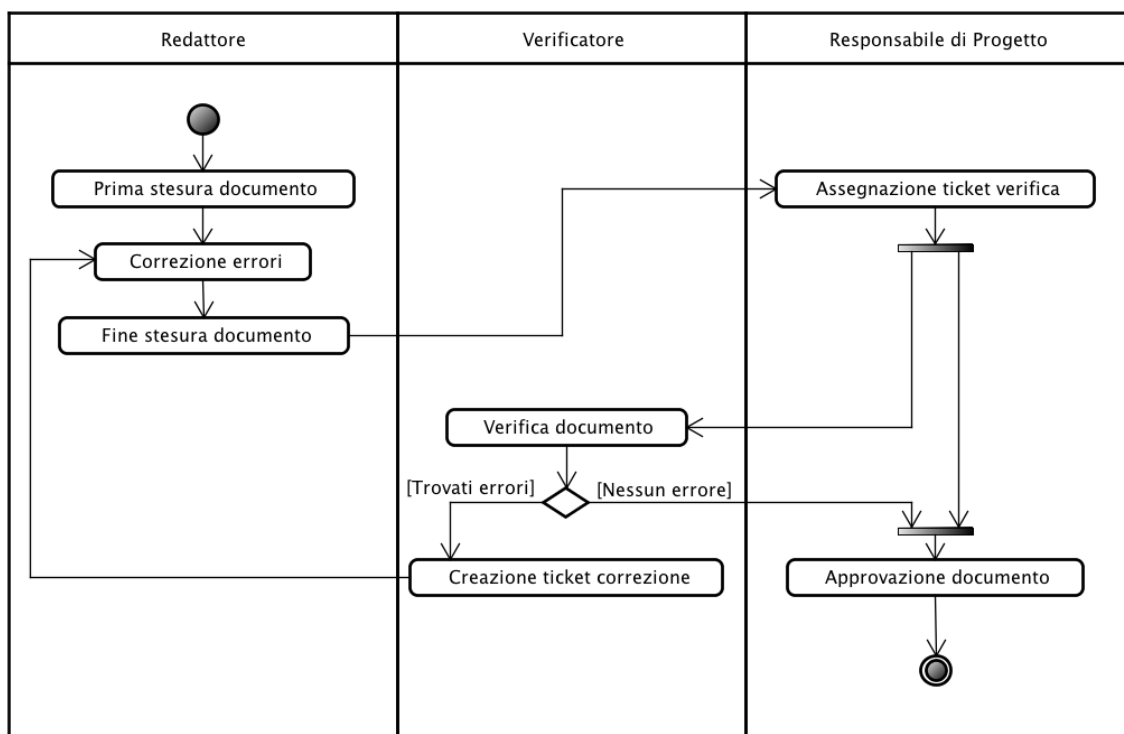 Redattore
Verificatore
Responsabile di Progetto
Prima stesura documento
Assegnazione ticket verifica
Correzione errori
Fine stesura documento
Verifica documento
[Trovati errori]
[Nessun errore]
Creazione ticket correzione
Approvazione documento